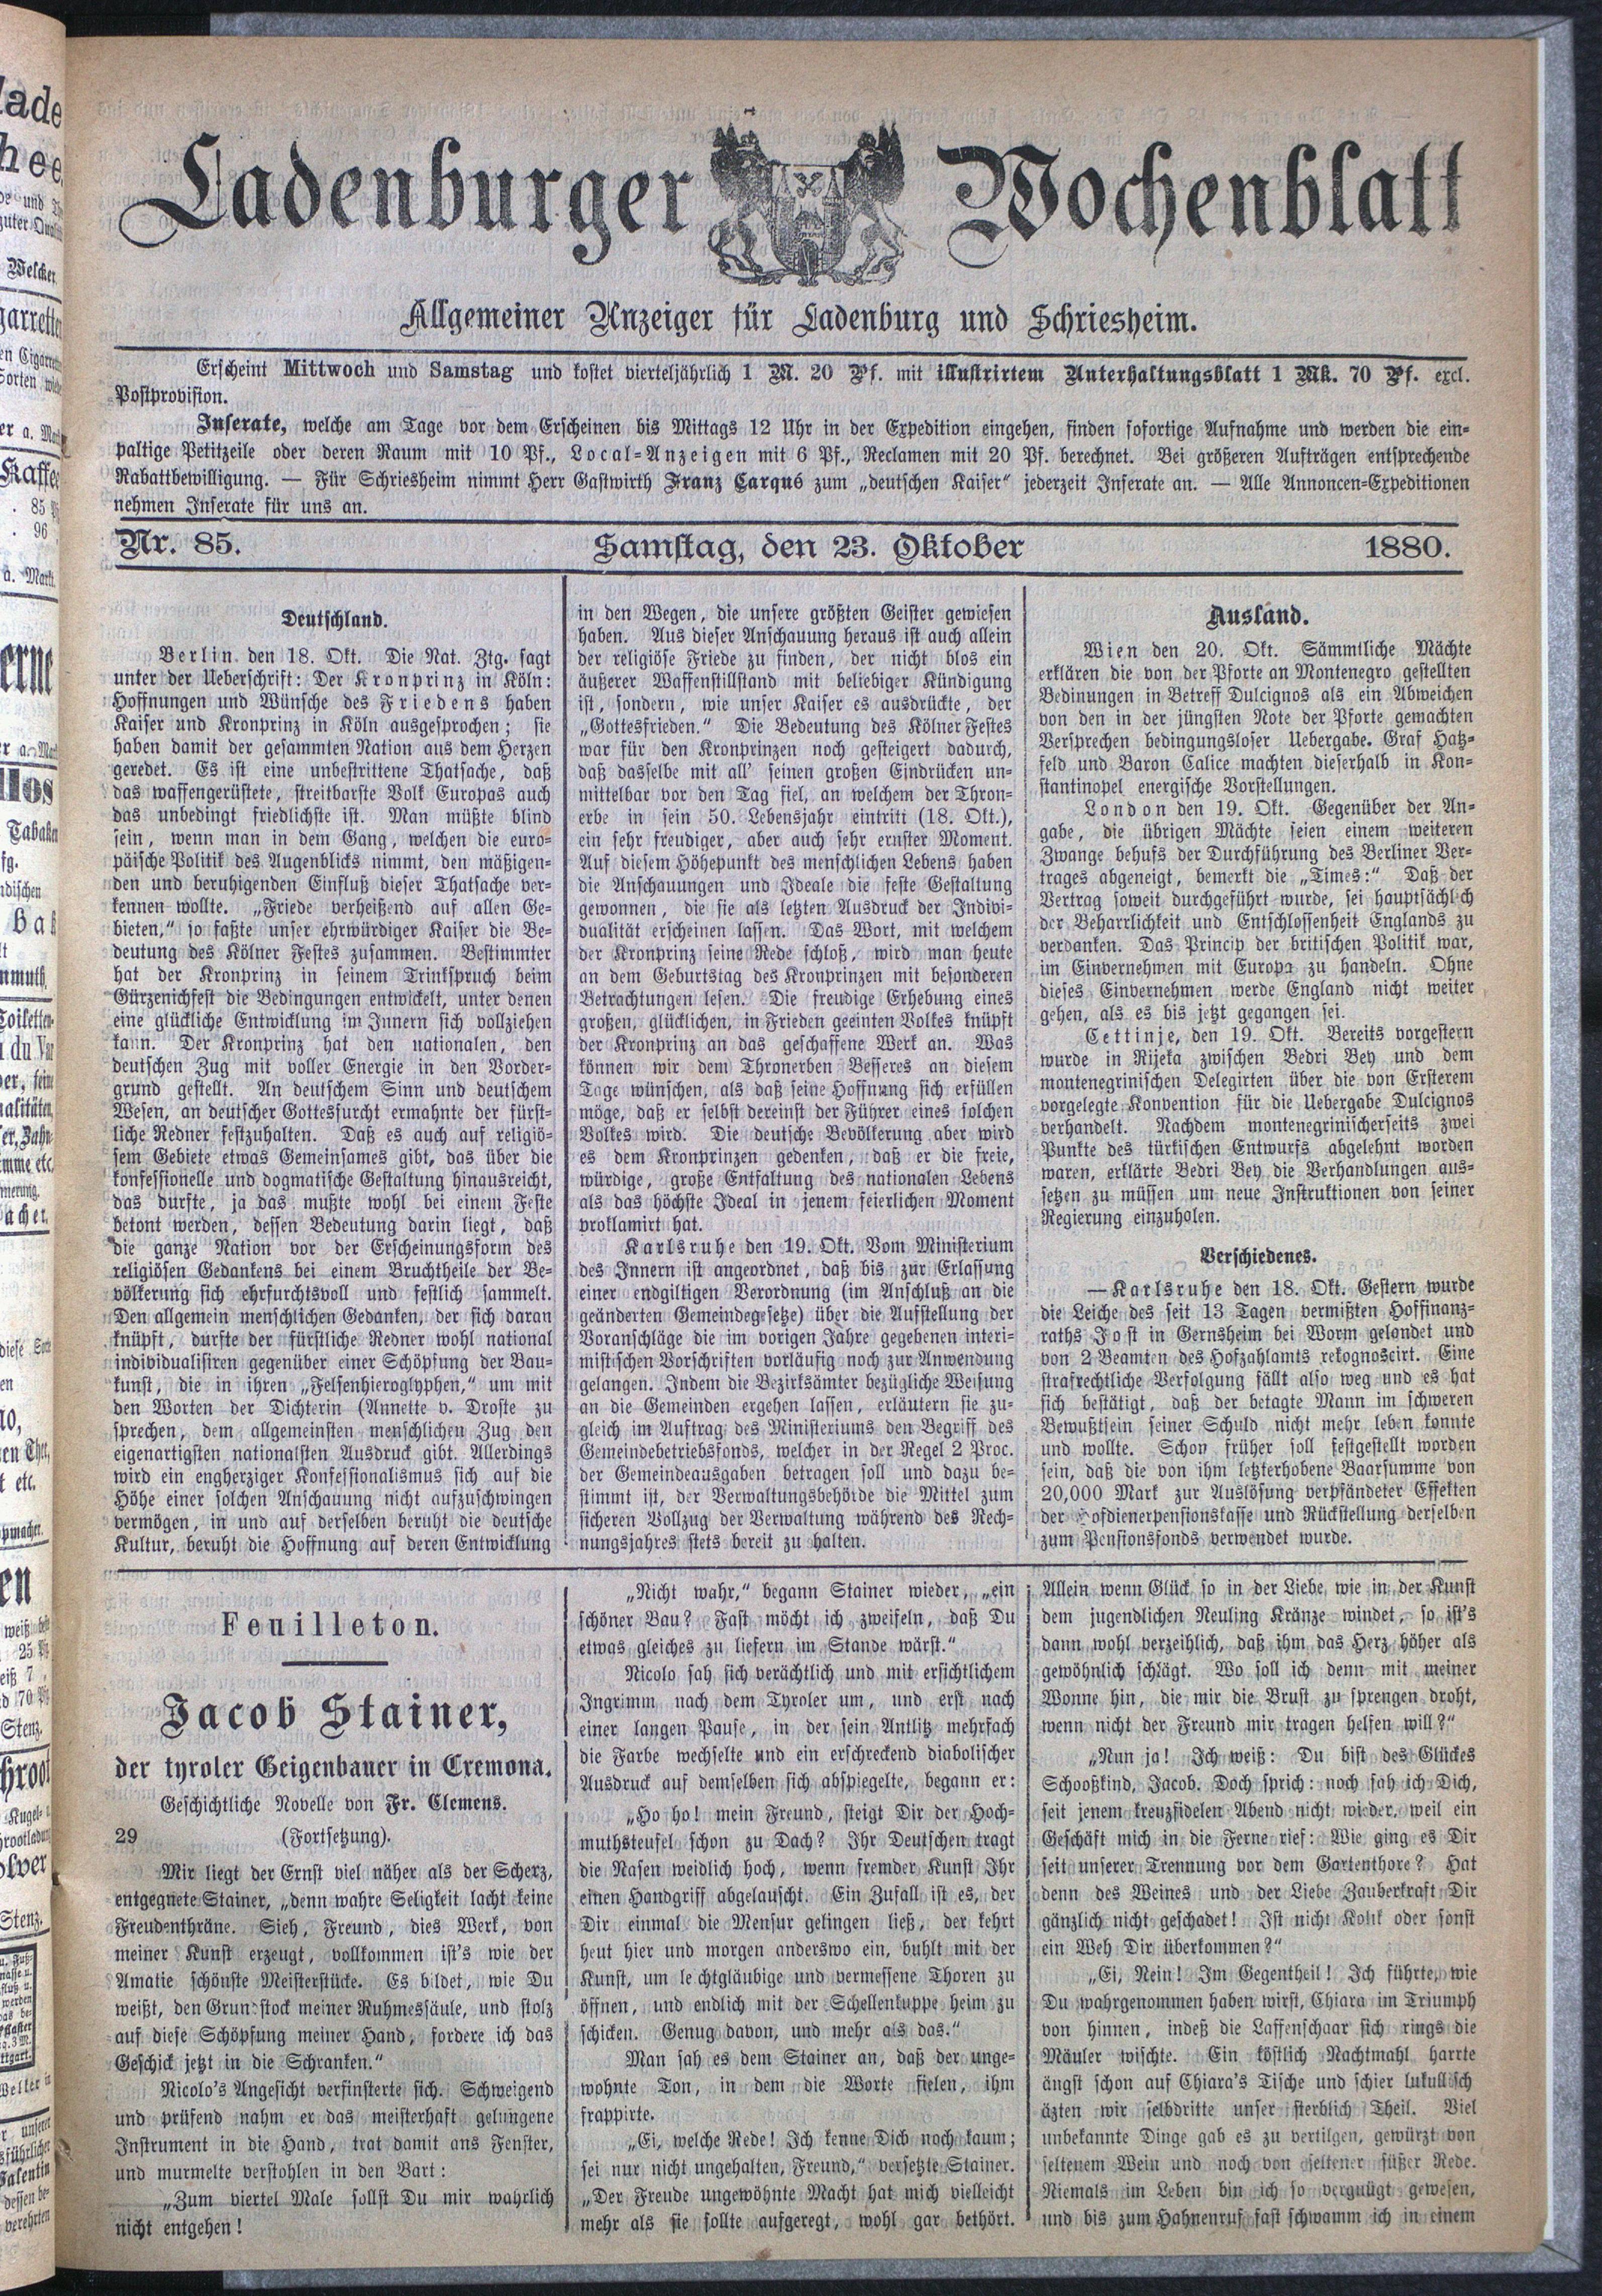 Ladenburger Wochenblatt
Allgemeiner Anzeiger für Ladenburg und Schriesheim.
Erscheint Mittwoch und Samstag und kostet vierteljährlich 1 M. 20 Pf. mit illustrirtem Unterhaltungsblatt 1 Mk. 70 Pf. excl.
Postprovision.
Inserate, welche am Tage vor dem Erscheinen bis Mittags 12 Uhr in der Expedition eingehen, finden sofortige Aufnahme und werden die ein-
paltige Petitzeile oder deren Raum mit 10 Pf., Local-Anzeigen mit 6 Pf., Reclamen mit 20 Pf. berechnet. Bei größeren Aufträgen entsprechende
Rabattbewilligung. — Für Schriesheim nimmt Herr Gastwirth Franz Carqué zum „deutschen Kaiser" jederzeit Inserate an. — Alle Annoncen-Expeditionen
nehmen Inserate für uns an.
Nr. 85. Samstag, den 23. Oktober 1880.
Deutschland.
Berlin den 18. Okt. Die Nat. Ztg. sagt
unter der Ueberschrift: Der Kronprinz in Köln:
Hoffnungen und Wünsche des Friedens haben
Kaiser und Kronprinz in Köln ausgesprochen; sie
haben damit der gesammten Nation aus dem Herzen
geredet. Es ist eine unbestrittene Thatsache, daß
das waffengerüstete, streitbarste Volk Europas auch
das unbedingt friedlichste ist. Man müßte blind
sein, wenn man in dem Gang, welchen die euro-
päische Politik des Augenblicks nimmt, den mäßigen-
den und beruhigenden Einfluß dieser Thatsache ver-
kennen wollte. „Friede verheißend auf allen Ge-
bieten," so faßte unser ehrwürdiger Kaiser die Be-
deutung des Kölner Festes zusammen. Bestimmter
hat der Kronprinz in seinem Trinkspruch beim
Gürzenichfest die Bedingungen entwickelt, unter denen
eine glückliche Entwicklung im Innern sich vollziehen
kann. Der Kronprinz hat den nationalen, den
deutschen Zug mit voller Energie in den Vorder-
grund gestellt. An deutschem Sinn und deutschem
Wesen, an deutscher Gottesfurcht ermahnte der fürst-
liche Redner festzuhalten. Daß es auch auf religiö-
sem Gebiete etwas Gemeinsames gibt, das über die
konfessionelle und dogmatische Gestaltung hinausreicht,
das durfte, ja das mußte wohl bei einem Feste
betont werden, dessen Bedeutung darin liegt, daß
die ganze Nation vor der Erscheinungsform des
religiösen Gedankens bei einem Bruchtheile der Be-
völkerung sich ehrfurchtsvoll und festlich sammelt.
Den allgemein menschlichen Gedanken, der sich daran
knüpft, durfte der fürstliche Redner wohl national
individualisiren gegenüber einer Schöpfung der Bau-
kunst, die in ihren „Felsenhieroglyphen," um mit
den Worten der Dichterin (Annette v. Droste zu
sprechen, dem allgemeinsten menschlichen Zug den
eigenartigsten nationalsten Ausdruck gibt. Allerdings
wird ein engherziger Konfessionalismus sich auf die
Höhe einer solchen Anschauung nicht aufzuschwingen
vermögen, in und auf derselben beruht die deutsche
Kultur, beruht die Hoffnung auf deren Entwicklung
in den Wegen, die unsere größten Geister gewiesen
haben. Aus dieser Anschauung heraus ist auch allein
der religiöse Friede zu finden, der nicht blos ein
äußerer Waffenstillstand mit beliebiger Kündigung
ist, sondern, wie unser Kaiser es ausdrückte, der
„Gottesfrieden." Die Bedeutung des Kölner Festes
war für den Kronprinzen noch gesteigert dadurch,
daß dasselbe mit all' seinen großen Eindrücken un-
mittelbar vor den Tag fiel, an welchem der Thron-
erbe in sein 50. Lebensjahr eintritt (18. Okt.),
ein sehr freudiger, aber auch sehr ernster Moment.
Auf diesem Höhepunkt des menschlichen Lebens haben
die Anschauungen und Ideale die feste Gestaltung
gewonnen, die sie als letzten Ausdruck der Indivi-
dualität erscheinen lassen. Das Wort, mit welchem
der Kronprinz seine Rede schloß, wird man heute
an dem Geburtstag des Kronprinzen mit besonderen
Betrachtungen lesen. Die freudige Erhebung eines
großen, glücklichen, in Frieden geeinten Volkes knüpft
der Kronprinz an das geschaffene Werk an. Was
können wir dem Thronerben Besseres an diesem
Tage wünschen, als daß seine Hoffnung sich erfüllen
möge, daß er selbst dereinst der Führer eines solchen
Volkes wird. Die deutsche Bevölkerung aber wird
es dem Kronprinzen gedenken, daß er die freie,
würdige, große Entfaltung des nationalen Lebens
als das höchste Ideal in jenem feierlichen Moment
proklamirt hat.
Karlsruhe den 19. Okt. Vom Ministerium
des Innern ist angeordnet, daß bis zur Erlassung
einer endgiltigen Verordnung (im Anschluß an die
geänderten Gemeindegesetze) über die Aufstellung der
Voranschläge die im vorigen Jahre gegebenen interi-
mistischen Vorschriften vorläufig noch zur Anwendung
gelangen. Indem die Bezirksämter bezügliche Weisung
an die Gemeinden ergehen lassen, erläutern sie zu-
gleich im Auftrag des Ministeriums den Begriff des
Gemeindebetriebsfonds, welcher in der Regel 2 Proc.
der Gemeindeausgaben betragen soll und dazu be-
stimmt ist, der Verwaltungsbehörde die Mittel zum
sicheren Vollzug der Verwaltung während des Rech-
nungsjahres stets bereit zu halten.
Ausland.
Wien den 20. Okt. Sämmtliche Mächte
erklären die von der Pforte an Montenegro gestellten
Bedinungen in Betreff Dulcignos als ein Abweichen
von den in der jüngsten Note der Pforte gemachten
Versprechen bedingungsloser Uebergabe. Graf Hatz-
feld und Baron Calice machten dieserhalb in Kon-
stantinopel energische Vorstellungen.
London den 19. Okt. Gegenüber der An-
gabe, die übrigen Mächte seien einem weiteren
Zwange behufs der Durchführung des Berliner Ver-
trages abgeneigt, bemerkt die „Times:" Daß der
Vertrag soweit durchgeführt wurde, sei hauptsächlich
der Beharrlichkeit und Entschlossenheit Englands zu
verdanken. Das Princip der britischen Politik war,
im Einvernehmen mit Europa zu handeln. Ohne
dieses Einvernehmen werde England nicht weiter
gehen, als es bis jetzt gegangen sei.
Cettinje, den 19. Okt. Bereits vorgestern
wurde in Rijeka zwischen Bedri Bey und dem
montenegrinischen Delegirten über die von Ersterem
vorgelegte Konvention für die Uebergabe Dulcignos
verhandelt. Nachdem montenegrinischerseits zwei
Punkte des türkischen Entwurfs abgelehnt worden
waren, erklärte Bedri Bey die Verhandlungen aus-
setzen zu müssen um neue Instruktionen von seiner
Regierung einzuholen.
Verschiedenes.
— Karlsruhe den 18. Okt. Gestern wurde
die Leiche des seit 13 Tagen vermißten Hoffinanz-
raths Jost in Gernsheim bei Worm gelandet und
von 2 Beamten des Hofzahlamts rekognoscirt. Eine
strafrechtliche Verfolgung fällt also weg und es hat
sich bestätigt, daß der betagte Mann im schweren
Bewußtsein seiner Schuld nicht mehr leben konnte
und wollte. Schon früher soll festgestellt worden
sein, daß die von ihm letzterhobene Baarsumme von
20,000 Mark zur Auslösung verpfändeter Effekten
der Hofdienerpensionskasse und Rückstellung derselben
zum Pensionsfonds verwendet wurde.
Feuilleton.
Jacob Stainer,
der tyroler Geigenbauer in Cremona.
Geschichtliche Novelle von Fr. Clemens.
29 (Fortsetzung).
Mir liegt der Ernst viel näher als der Scherz,
entgegnete Stainer, „denn wahre Seligkeit lacht keine
Freudenthräne. Sieh, Freund, dies Werk, von
meiner Kunst erzeugt, vollkommen ist's wie der
Amatie schönste Meisterstücke. Es bildet, wie Du
weißt, den Grundstock meiner Ruhmessäule, und stolz
auf diese Schöpfung meiner Hand, fordere ich das
Geschick jetzt in die Schranken."
Nicolo's Angesicht verfinsterte sich. Schweigend
und prüfend nahm er das meisterhaft gelungene
Instrument in die Hand, trat damit ans Fenster,
und murmelte verstohlen in den Bart:
„Zum viertel Male sollst Du mir wahrlich
nicht entgehen!
„Nicht wahr," begann Stainer wieder, „ein
schöner Bau? Fast möcht ich zweifeln, daß Du
etwas gleiches zu liefern im Stande wärst."
Nicolo sah sich verächtlich und mit ersichtlichem
Ingrimm nach dem Tyroler um, und erst nach
einer langen Pause, in der sein Antlitz mehrfach
die Farbe wechselte und ein erschreckend diabolischer
Ausdruck auf demselben sich abspiegelte, begann er:
„Ho ho! mein Freund, steigt Dir der Hoch-
muthsteufel schon zu Dach? Ihr Deutschen tragt
die Nasen weidlich hoch, wenn fremder Kunst Ihr
einen Handgriff abgelauscht. Ein Zufall ist es, der
Dir einmal die Mensur gelingen ließ, der kehrt
heut hier und morgen anderswo ein, buhlt mit der
Kunst, um leichtgläubige und vermessene Thoren zu
öffnen, und endlich mit der Schellenkuppe heim zu
schicken. Genug davon, und mehr als das."
Man sah es dem Stainer an, daß der unge-
wohnte Ton, in dem die Worte fielen, ihm
frappirte.
„Ei, welche Rede! Ich kenne Dich noch kaum;
sei nur nicht ungehalten, Freund," versetzte Stainer.
„Der Freude ungewöhnte Macht hat mich vielleicht
mehr als sie sollte aufgeregt, wohl gar bethört.
Allein wenn Glück so in der Liebe, wie in der Kunst
dem jugendlichen Neuling Kränze windet, so ist's
dann wohl verzeihlich, daß ihm das Herz höher als
gewöhnlich schlägt. Wo soll ich denn mit meiner
Wonne hin, die mir die Brust zu sprengen droht,
wenn nicht der Freund mir tragen helfen will?"
„Nun ja! Ich weiß: Du bist des Glückes
Schooßkind, Jacob. Doch sprich: noch sah ich Dich,
seit jenem kreuzfidelen Abend nicht wieder, weil ein
Geschäft mich in die Ferne rief: Wie ging es Dir
seit unserer Trennung vor dem Gartenthore? Hat
denn des Weines und der Liebe Zauberkraft Dir
gänzlich nicht geschadet! Ist nicht Kolik oder sonst
ein Weh Dir überkommen?"
„Ei, Nein! Im Gegentheil! Ich führte, wie
Du wahrgenommen haben wirst, Chiara im Triumph
von hinnen, indeß die Laffenschaar sich rings die
Mäuler wischte. Ein köstlich Nachtmahl harrte
ängst schon auf Chiara's Tische und schier lukullisch
äzten wir selbdritte unser sterblich Theil. Viel
unbekannte Dinge gab es zu vertilgen, gewürzt von
seltenem Wein und noch von seltener süßer Rede.
Niemals im Leben bin ich so vergnügt gewesen,
und bis zum Hahnenruf fast schwamm ich in einem